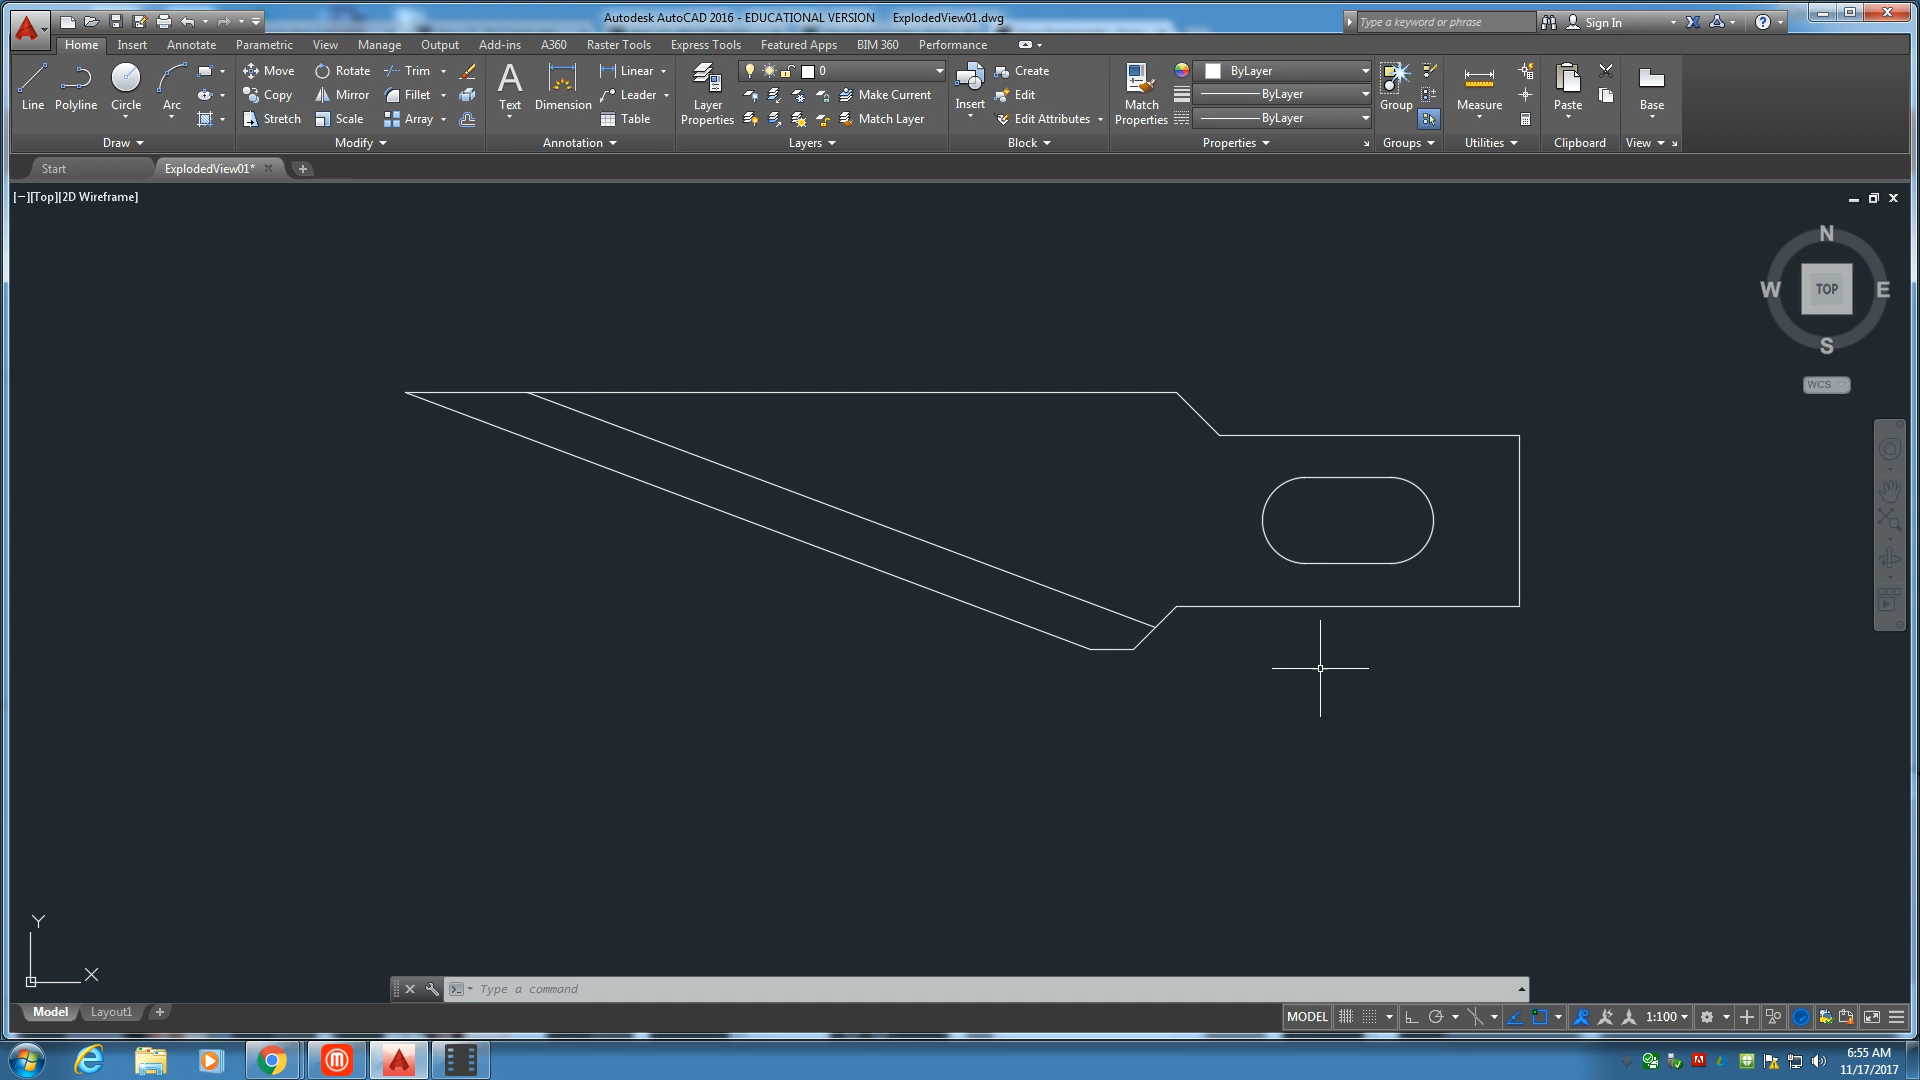 Autodesk AutoCAD 2016 - EDUCATIONAL VERSION ExplodedView01.dwg
Type a keyword or phrase
Sign In
Home Insert Annotate Parametric View Manage Output Add-ins A360 Raster Tools Express Tools Featured Apps BIM 360 Performance
Line Polyline Circle Arc
Move Rotate Trim
Copy Mirror Fillet
Stretch Scale Array
Text Dimension
Linear
Leader
Table
Layer Properties
0
Make Current
Match Layer
Insert
Create
Edit
Edit Attributes
Match Properties
ByLayer
ByLayer
ByLayer
Group
Measure
Paste
Base
Draw Modify Annotation Layers Block Properties Groups Utilities Clipboard View
Start ExplodedView01*
[−][Top][2D Wireframe]
N
W TOP E
S
WCS
Y
X
Type a command
Model Layout1
MODEL 1:100
6:55 AM
11/17/2017